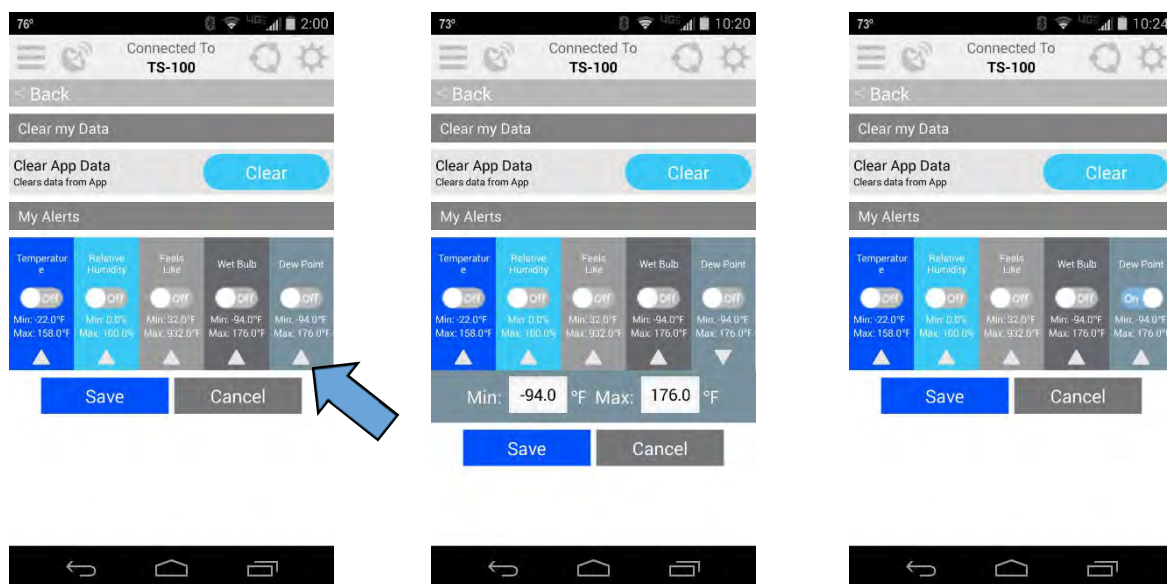 76°
4G
2:00
Connected To
TS-100
< Back
Clear my Data
Clear App Data
Clears data from App
Clear
My Alerts
Temperatur
e
Relative
Humidity
Feels
Like
Wet Bulb
Dew Point
Off
Off
Off
Off
Off
Min: -22.0°F
Max: 158.0°F
Min: 0.0%
Max: 100.0%
Min: 32.0°F
Max: 932.0°F
Min: -94.0°F
Max: 176.0°F
Min: -94.0°F
Max: 176.0°F
Save
Cancel
73°
4G
10:20
Connected To
TS-100
< Back
Clear my Data
Clear App Data
Clears data from App
Clear
My Alerts
Temperatur
e
Relative
Humidity
Feels
Like
Wet Bulb
Dew Point
Off
Off
Off
Off
Off
Min: -22.0°F
Max: 158.0°F
Min: 0.0%
Max: 100.0%
Min: 32.0°F
Max: 932.0°F
Min: -94.0°F
Max: 176.0°F
Min: -94.0°F
Max: 176.0°F
Min: -94.0 °F Max: 176.0 °F
Save
Cancel
73°
4G
10:24
Connected To
TS-100
< Back
Clear my Data
Clear App Data
Clears data from App
Clear
My Alerts
Temperatur
e
Relative
Humidity
Feels
Like
Wet Bulb
Dew Point
Off
Off
Off
Off
On
Min: -22.0°F
Max: 158.0°F
Min: 0.0%
Max: 100.0%
Min: 32.0°F
Max: 932.0°F
Min: -94.0°F
Max: 176.0°F
Min: -94.0°F
Max: 176.0°F
Save
Cancel